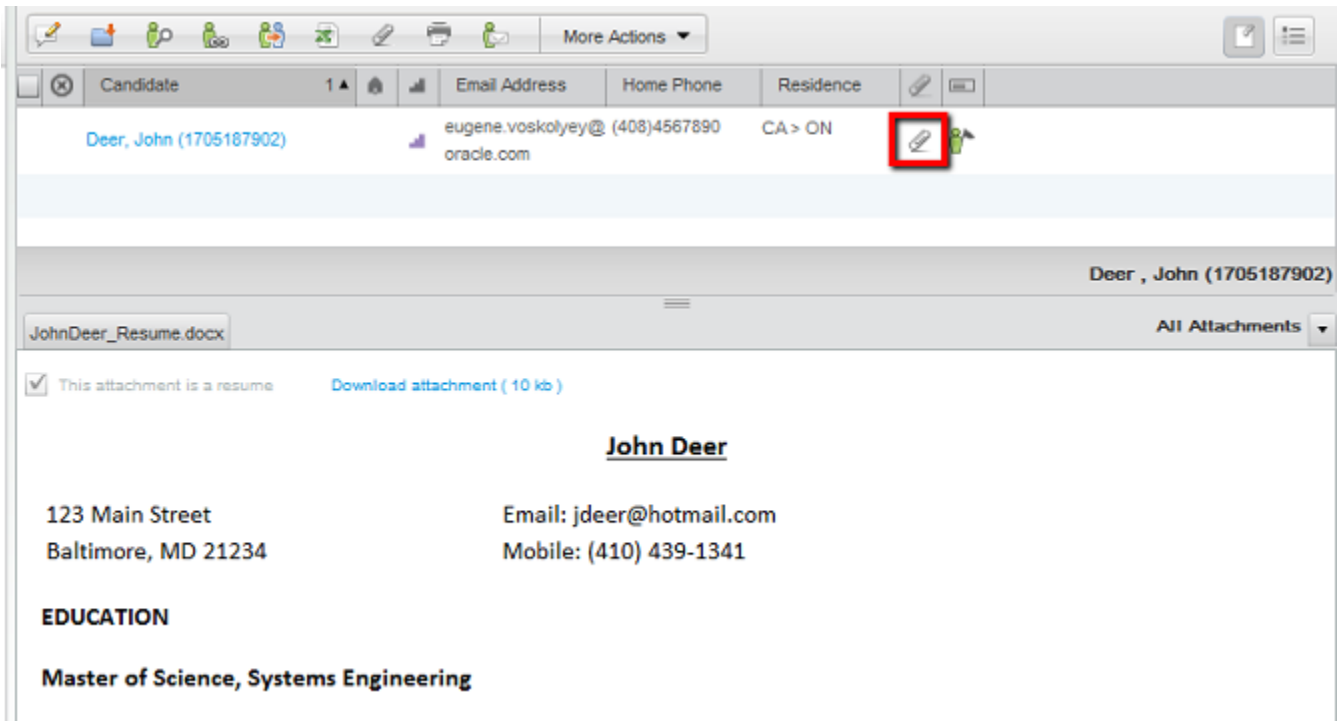 More Actions ▼
Candidate 1▲ Email Address Home Phone Residence
Deer, John (1705187902) eugene.voskolyey@ (408)4567890 CA > ON
oracle.com
Deer , John (1705187902)
JohnDeer_Resume.docx All Attachments
This attachment is a resume Download attachment ( 10 kb )
John Deer
123 Main Street Email: jdeer@hotmail.com
Baltimore, MD 21234 Mobile: (410) 439-1341
EDUCATION
Master of Science, Systems Engineering